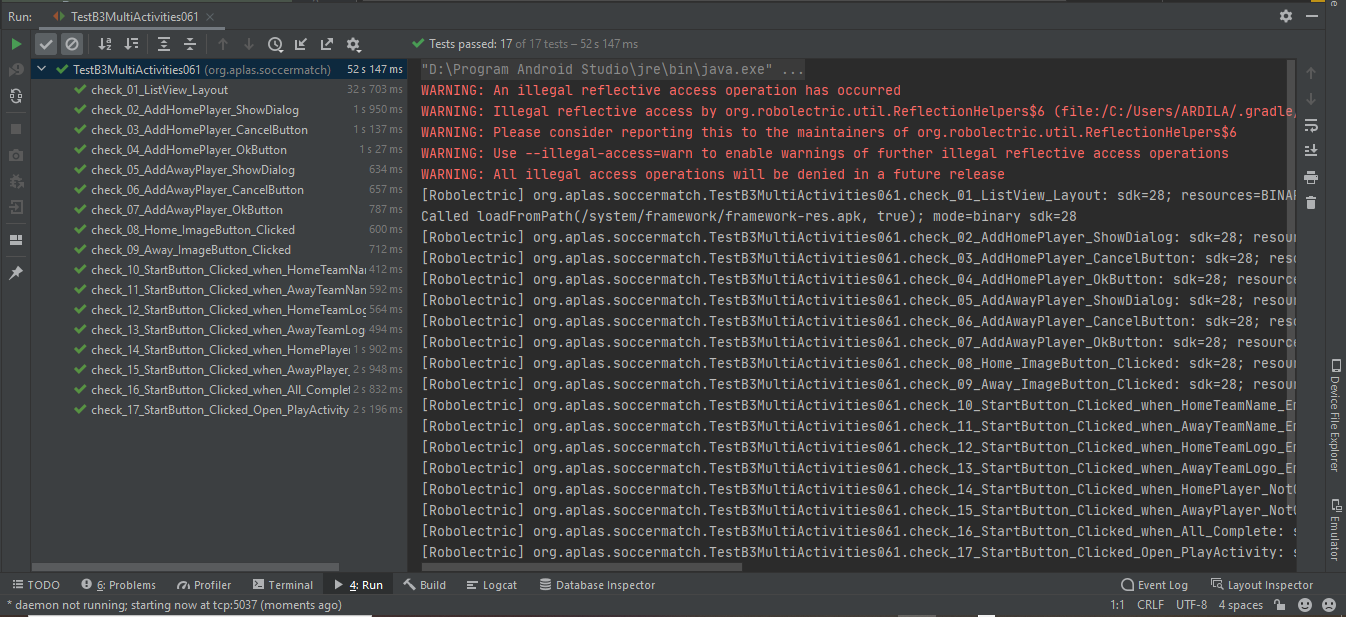 Run: TestB3MultiActivities061
Tests passed: 17 of 17 tests – 52 s 147 ms
TestB3MultiActivities061 (org.aplas.soccermatch) 52 s 147 ms
check_01_ListView_Layout 32 s 703 ms
check_02_AddHomePlayer_ShowDialog 1 s 950 ms
check_03_AddHomePlayer_CancelButton 1 s 137 ms
check_04_AddHomePlayer_OkButton 1 s 27 ms
check_05_AddAwayPlayer_ShowDialog 634 ms
check_06_AddAwayPlayer_CancelButton 657 ms
check_07_AddAwayPlayer_OkButton 787 ms
check_08_Home_ImageButton_Clicked 600 ms
check_09_Away_ImageButton_Clicked 712 ms
check_10_StartButton_Clicked_when_HomeTeamNa 412 ms
check_11_StartButton_Clicked_when_AwayTeamNan 592 ms
check_12_StartButton_Clicked_when_HomeTeamLog 564 ms
check_13_StartButton_Clicked_when_AwayTeamLog 494 ms
check_14_StartButton_Clicked_when_HomePlayer 1 s 902 ms
check_15_StartButton_Clicked_when_AwayPlayer_ 2 s 948 ms
check_16_StartButton_Clicked_when_All_Complet 2 s 832 ms
check_17_StartButton_Clicked_Open_PlayActivity 2 s 196 ms
"D:\Program Android Studio\jre\bin\java.exe" ...
WARNING: An illegal reflective access operation has occurred
WARNING: Illegal reflective access by org.robolectric.util.ReflectionHelpers$6 (file:/C:/Users/ARDILA/.gradle/
WARNING: Please consider reporting this to the maintainers of org.robolectric.util.ReflectionHelpers$6
WARNING: Use --illegal-access=warn to enable warnings of further illegal reflective access operations
WARNING: All illegal access operations will be denied in a future release
[Robolectric] org.aplas.soccermatch.TestB3MultiActivities061.check_01_ListView_Layout: sdk=28; resources=BINAR
Called loadFromPath(/system/framework/framework-res.apk, true); mode=binary sdk=28
[Robolectric] org.aplas.soccermatch.TestB3MultiActivities061.check_02_AddHomePlayer_ShowDialog: sdk=28; resour
[Robolectric] org.aplas.soccermatch.TestB3MultiActivities061.check_03_AddHomePlayer_CancelButton: sdk=28; reso
[Robolectric] org.aplas.soccermatch.TestB3MultiActivities061.check_04_AddHomePlayer_OkButton: sdk=28; resource
[Robolectric] org.aplas.soccermatch.TestB3MultiActivities061.check_05_AddAwayPlayer_ShowDialog: sdk=28; resour
[Robolectric] org.aplas.soccermatch.TestB3MultiActivities061.check_06_AddAwayPlayer_CancelButton: sdk=28; reso
[Robolectric] org.aplas.soccermatch.TestB3MultiActivities061.check_07_AddAwayPlayer_OkButton: sdk=28; resource
[Robolectric] org.aplas.soccermatch.TestB3MultiActivities061.check_08_Home_ImageButton_Clicked: sdk=28; resour
[Robolectric] org.aplas.soccermatch.TestB3MultiActivities061.check_09_Away_ImageButton_Clicked: sdk=28; resour
[Robolectric] org.aplas.soccermatch.TestB3MultiActivities061.check_10_StartButton_Clicked_when_HomeTeamName_Em
[Robolectric] org.aplas.soccermatch.TestB3MultiActivities061.check_11_StartButton_Clicked_when_AwayTeamName_Em
[Robolectric] org.aplas.soccermatch.TestB3MultiActivities061.check_12_StartButton_Clicked_when_HomeTeamLogo_Em
[Robolectric] org.aplas.soccermatch.TestB3MultiActivities061.check_13_StartButton_Clicked_when_AwayTeamLogo_Em
[Robolectric] org.aplas.soccermatch.TestB3MultiActivities061.check_14_StartButton_Clicked_when_HomePlayer_NotC
[Robolectric] org.aplas.soccermatch.TestB3MultiActivities061.check_15_StartButton_Clicked_when_AwayPlayer_NotC
[Robolectric] org.aplas.soccermatch.TestB3MultiActivities061.check_16_StartButton_Clicked_when_All_Complete: s
[Robolectric] org.aplas.soccermatch.TestB3MultiActivities061.check_17_StartButton_Clicked_Open_PlayActivity: s
Device File Explorer
Emulator
TODO 6: Problems Profiler Terminal 4: Run Build Logcat Database Inspector Event Log Layout Inspector
* daemon not running; starting now at tcp:5037 (moments ago) 1:1 CRLF UTF-8 4 spaces